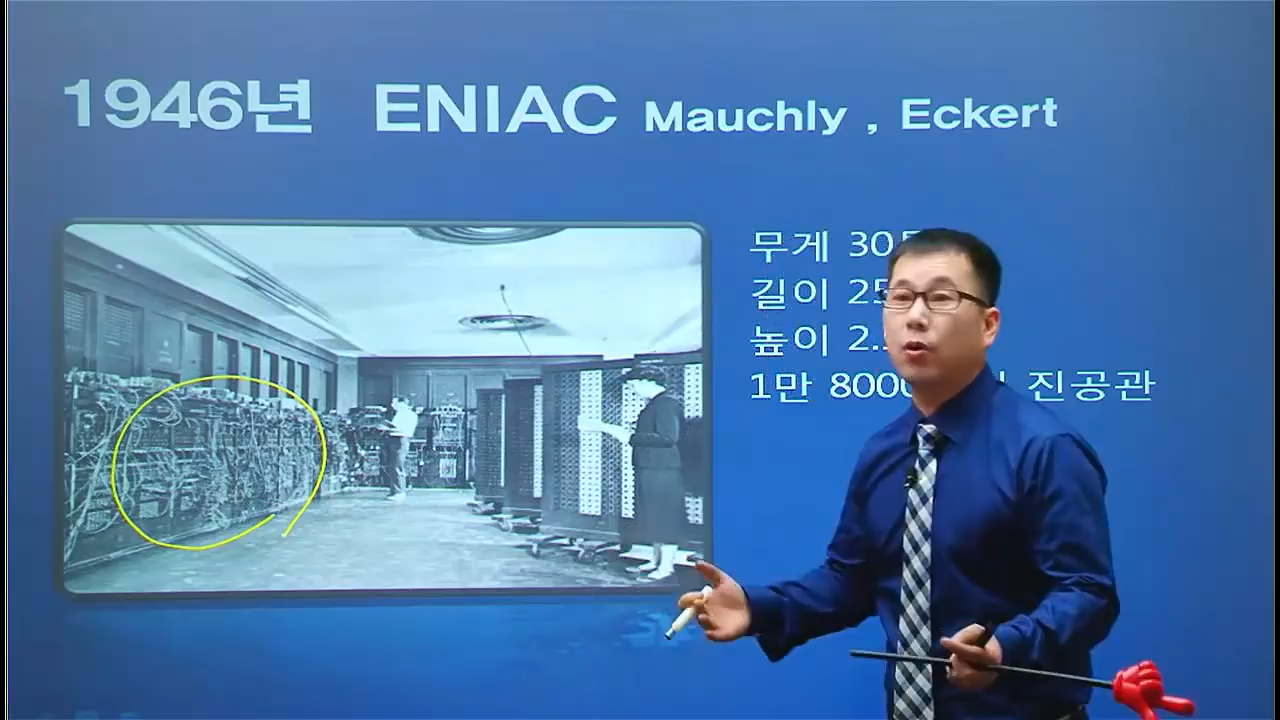 1946년 ENIAC Mauchly , Eckert
무게 30
길이 25
높이 2.
1만 8000 진공관